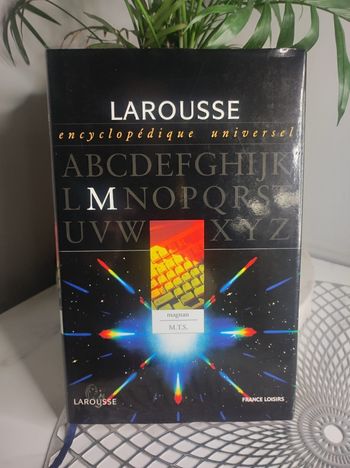 LAROUSSE
encyclopédique universel
ABCDEFGHIJK
LMNOPQRST
UVW XYZ
magnan
M.T.S.
LAROUSSE
FRANCE LOISIRS